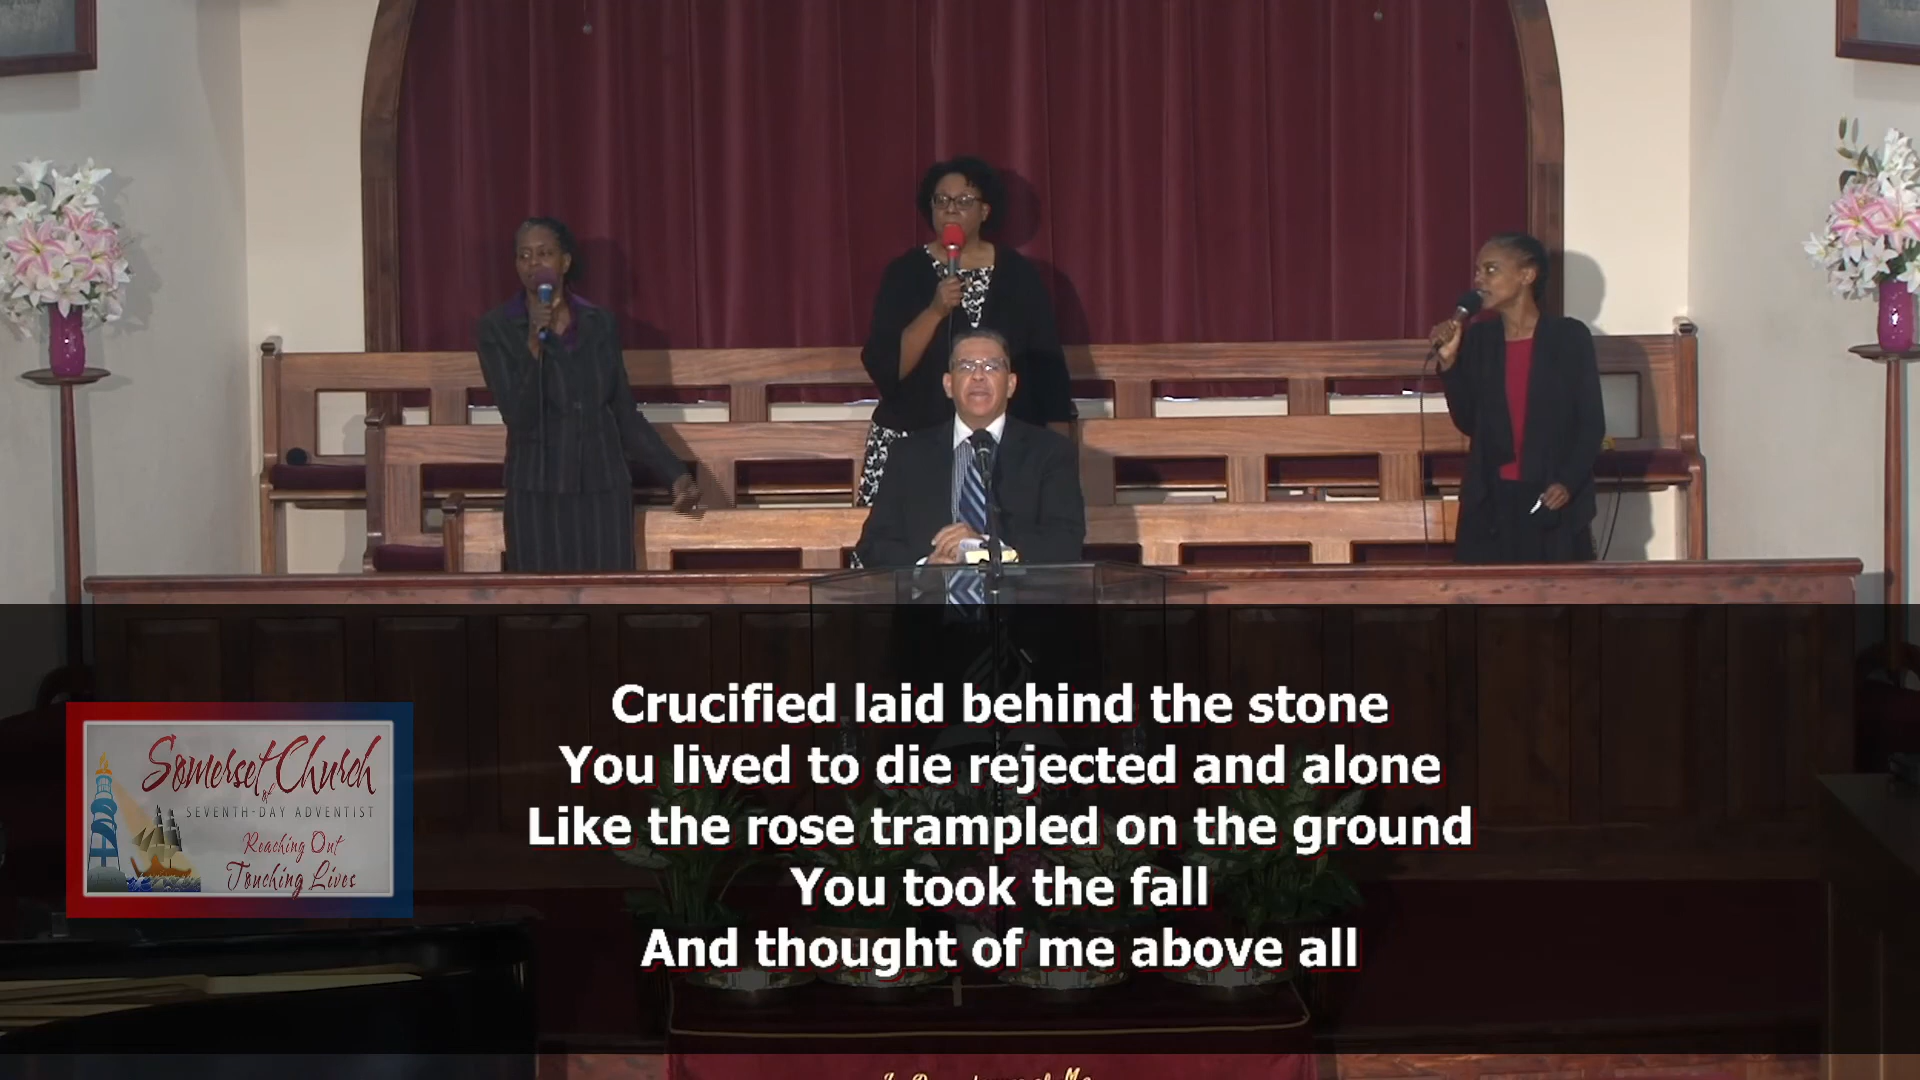 Crucified laid behind the stone
You lived to die rejected and alone
Like the rose trampled on the ground
You took the fall
And thought of me above all
Somerset Church
of
SEVENTH-DAY ADVENTIST
Reaching Out
Touching Lives